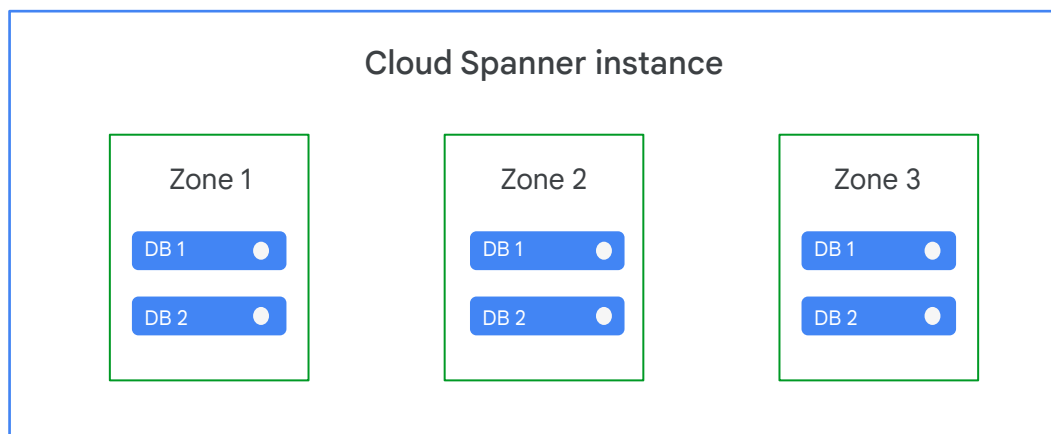 Cloud Spanner instance
Zone 1
DB 1
DB 2
Zone 2
DB 1
DB 2
Zone 3
DB 1
DB 2